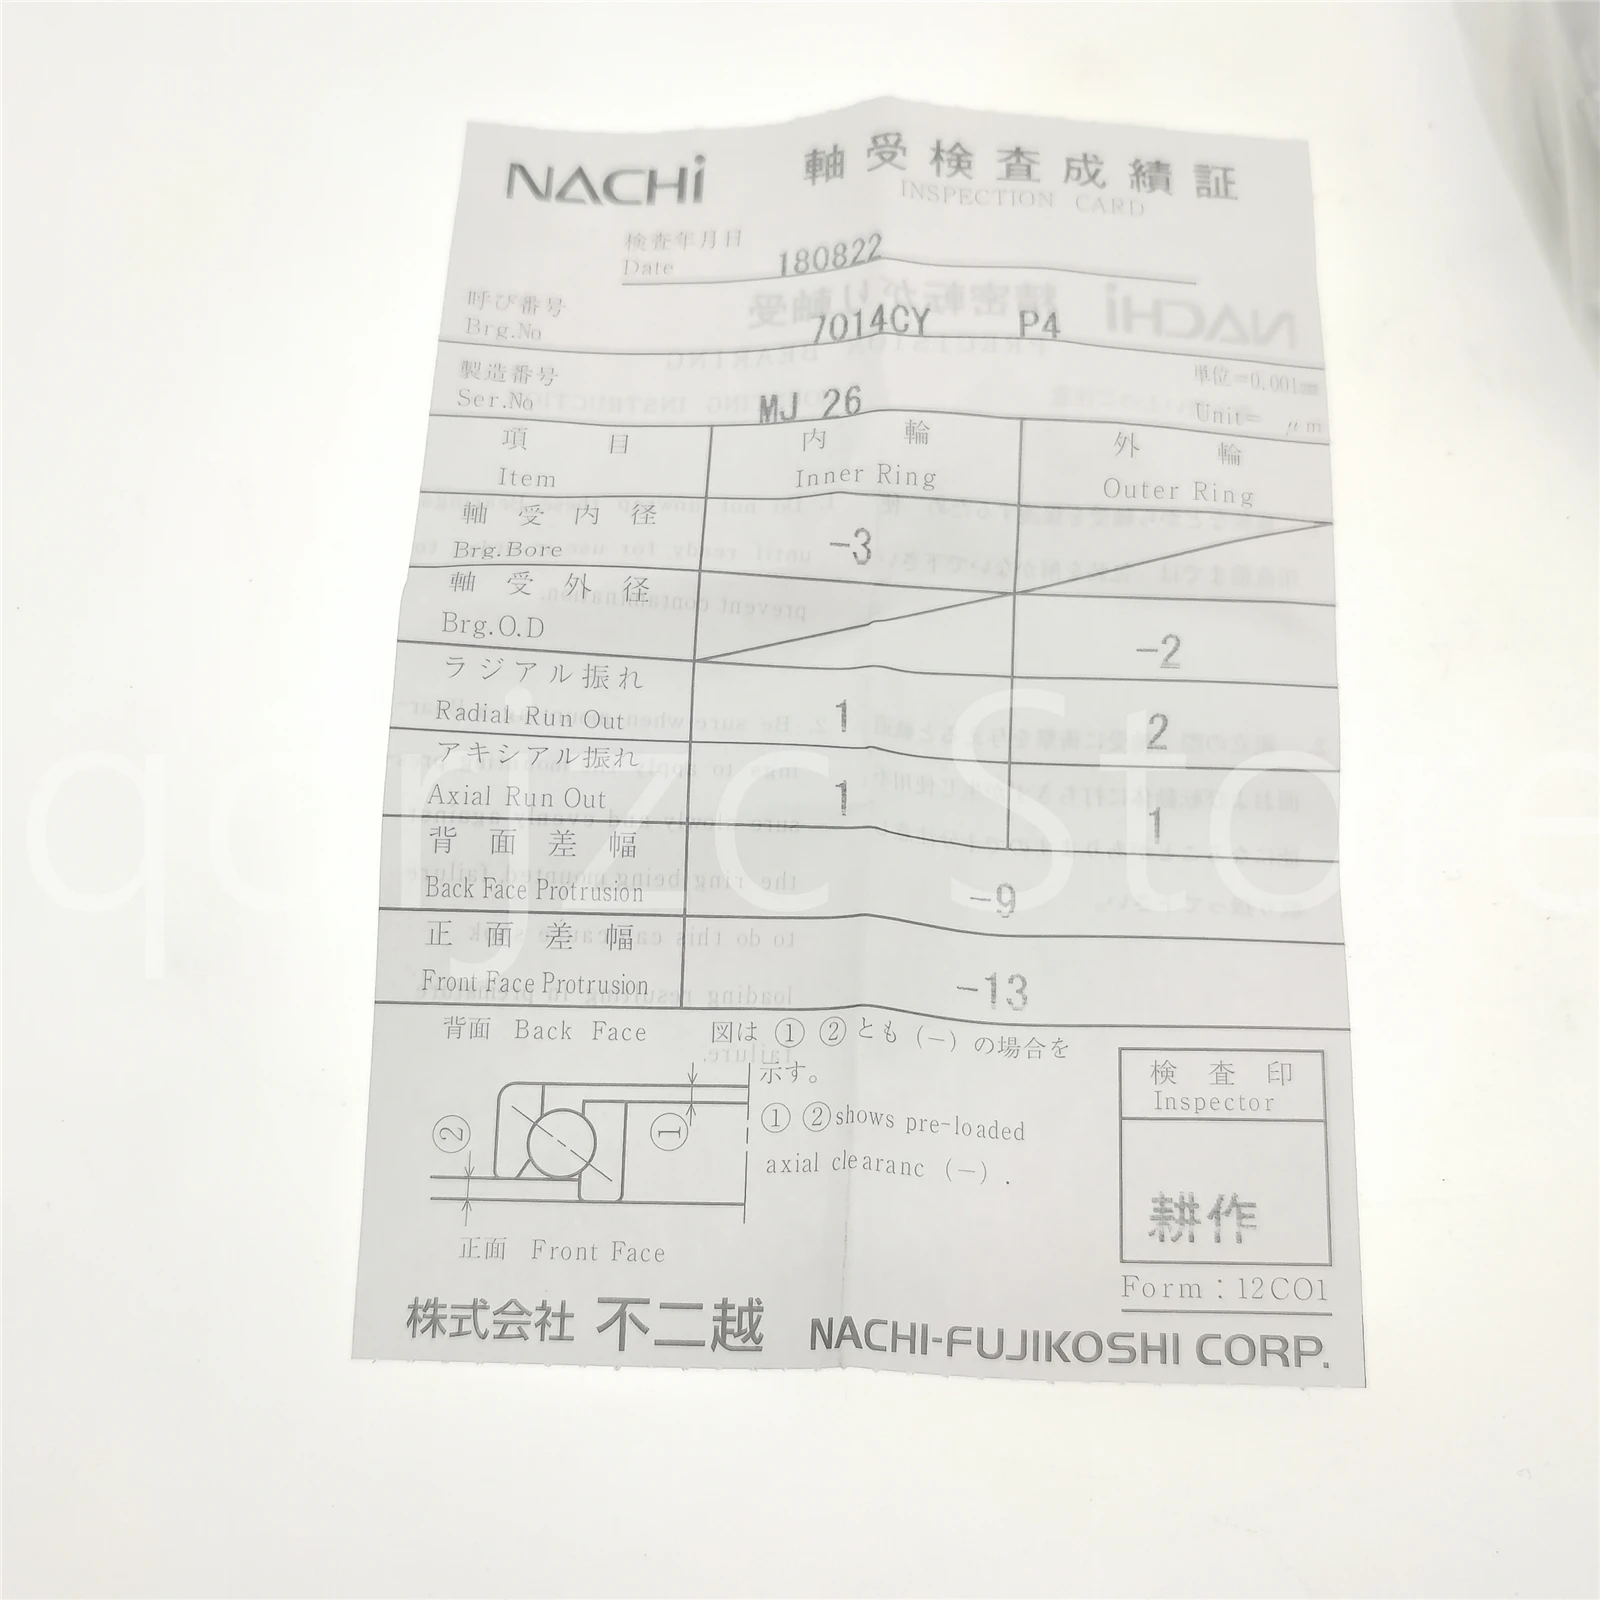 NACHi 軸受検査成績証
INSPECTION CARD
検査年月日
Date 180822
呼び番号
Brg.No 7014CY P4
単位=0.001mm
製造番号
Ser.No MJ 26
Unit= μm
項目 内輪 外輪
Item Inner Ring Outer Ring
軸受内径
Brg.Bore -3
軸受外径
Brg.O.D -2
ラジアル振れ
Radial Run Out 1 2
アキシアル振れ
Axial Run Out 1 1
背面差幅
Back Face Protrusion -9
正面差幅
Front Face Protrusion -13
背面 Back Face
図は ① ② とも (－) の場合を
示す。
① ② shows pre-loaded
axial clearanc (－) .
②
①
正面 Front Face
検査印
Inspector
耕作
Form : 12CO1
株式会社 不二越 NACHI-FUJIKOSHI CORP.
qdrjzc Store